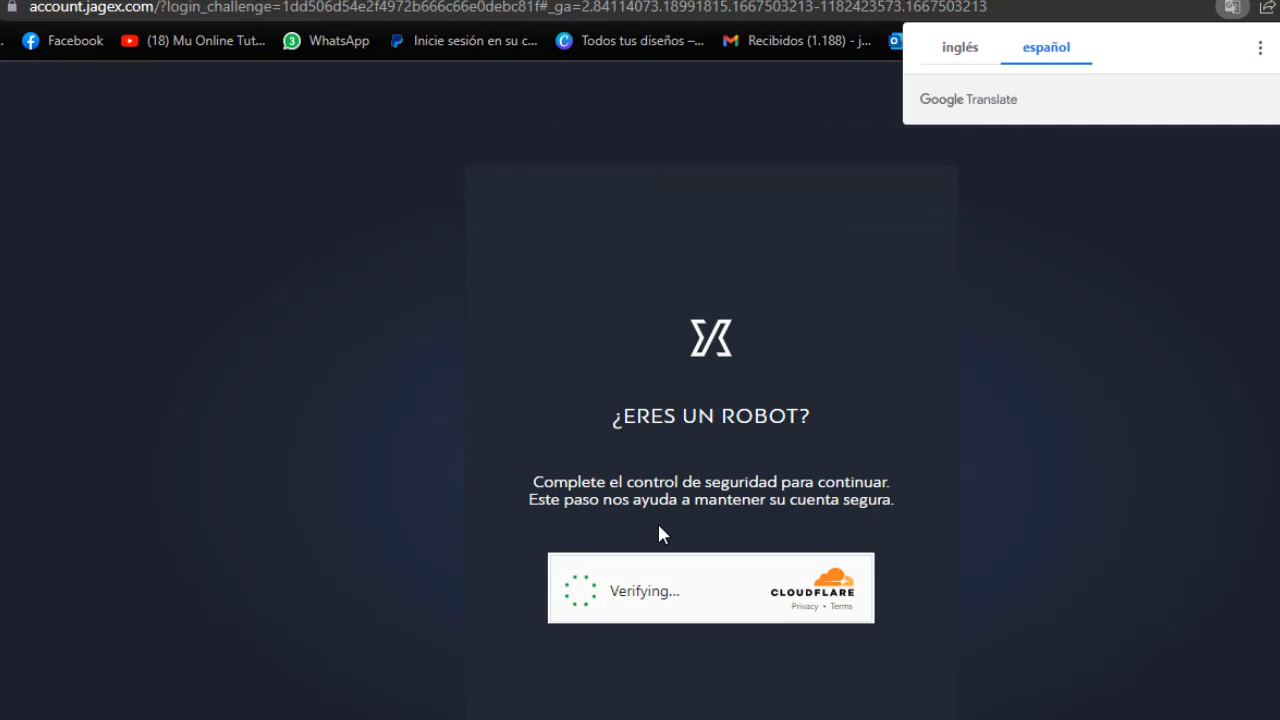 account.jagex.com/?login_challenge=1dd506d54e2f4972b666c66e0debc81f#_ga=2.84114073.18991815.1667503213-1182423573.1667503213
Facebook
(18) Mu Online Tut...
3
WhatsApp
Inicie sesión en su c...
Todos tus diseños –...
Recibidos (1.188) - j...
inglés
español
Google Translate
¿ERES UN ROBOT?
Complete el control de seguridad para continuar.
Este paso nos ayuda a mantener su cuenta segura.
Verifying...
CLOUDFLARE
Privacy • Terms